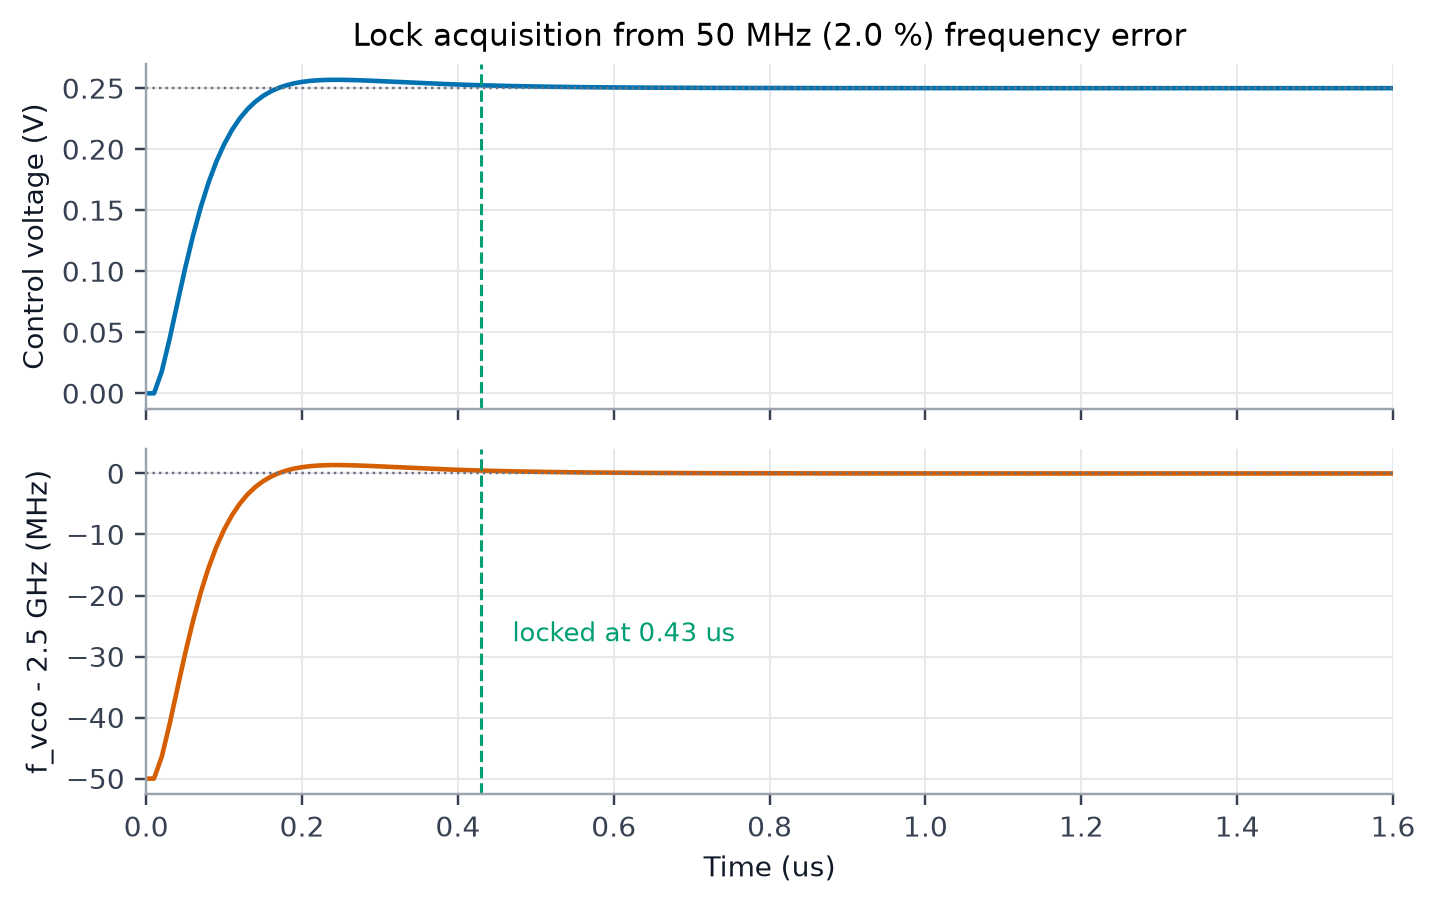 Lock acquisition from 50 MHz (2.0 %) frequency error
Control voltage (V)
0.25
0.20
0.15
0.10
0.05
0.00
f_vco - 2.5 GHz (MHz)
0
−10
−20
−30
−40
−50
locked at 0.43 us
0.0 0.2 0.4 0.6 0.8 1.0 1.2 1.4 1.6
Time (us)